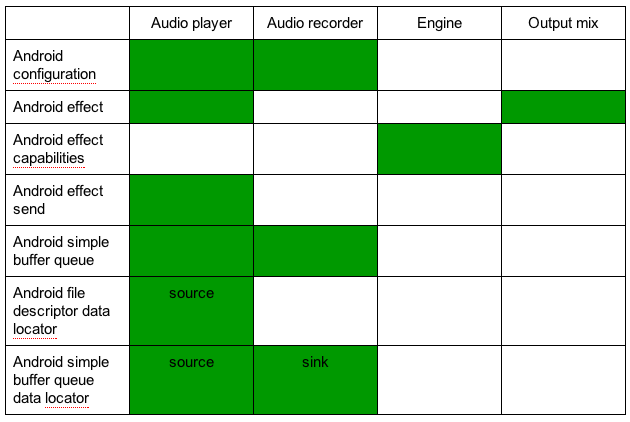 Audio player Audio recorder Engine Output mix
Android
configuration
Android effect
Android effect
capabilities
Android effect
send
Android simple
buffer queue
Android file source
descriptor data
locator
Android simple source sink
buffer queue
data locator